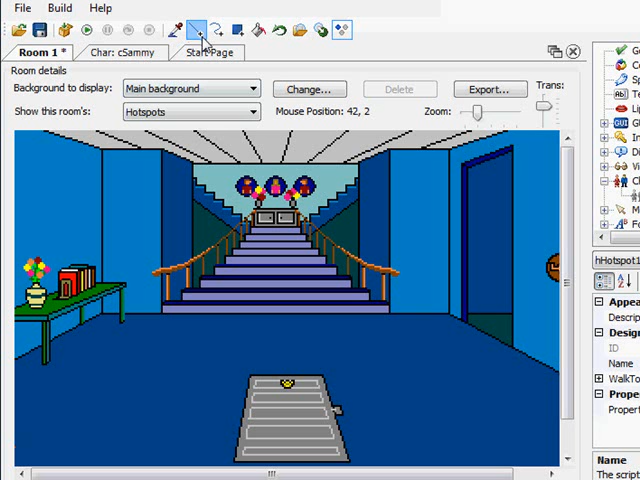 File Build Help
Room 1 * Char: cSammy Start Page
Room details
Background to display: Main background Change... Delete Export... Trans:
Show this room's: Hotspots Mouse Position: 42, 2 Zoom:
hHotspot1
Appea
Descrip
Design
ID
Name
WalkTo
Proper
Propert
Name
The script